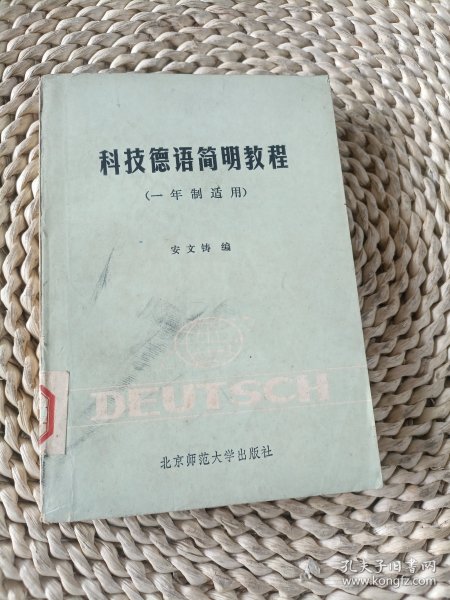 科技德语简明教程
(一年制适用)
安文铸 编
DEUTSCH
北京师范大学出版社
孔夫子旧书网
www.kongfz.com